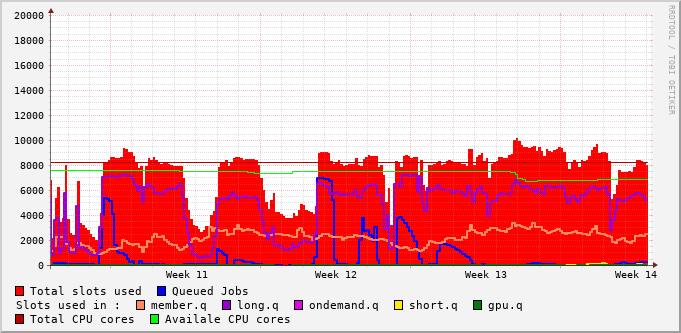 20000
18000
16000
14000
12000
10000
8000
6000
4000
2000
0
Week 11 Week 12 Week 13 Week 14
RRDTOOL / TOBI OETIKER
Total slots used Queued Jobs
Slots used in : member.q long.q ondemand.q short.q gpu.q
Total CPU cores Availale CPU cores